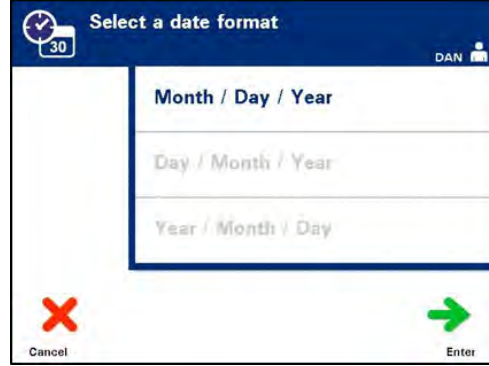 Select a date format
30
DAN
Month / Day / Year
Day / Month / Year
Year / Month / Day
Cancel
Enter